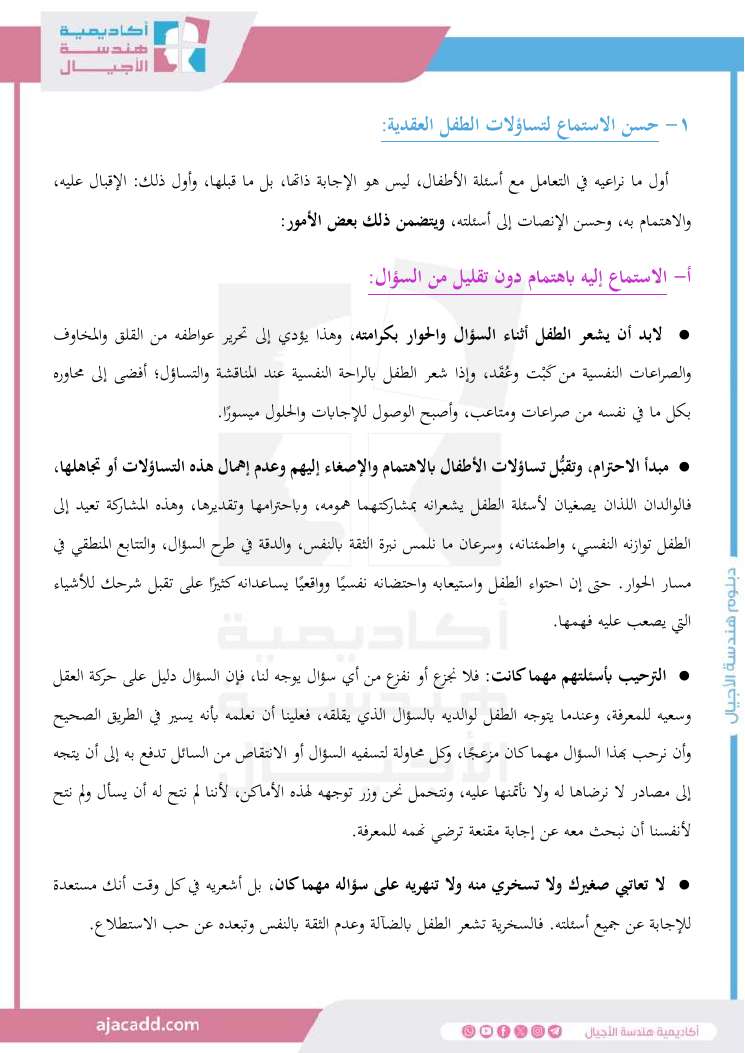 أكاديمية
هندسة
الأجيال
١- حسن الاستماع لتساؤلات الطفل العقدية:
أول ما نراعيه في التعامل مع أسئلة الأطفال، ليس هو الإجابة ذاتها، بل ما قبلها، وأول ذلك: الإقبال عليه،
والاهتمام به، وحسن الإنصات إلى أسئلته، ويتضمن ذلك بعض الأمور:
أ- الاستماع إليه باهتمام دون تقليل من السؤال:
● لابد أن يشعر الطفل أثناء السؤال والحوار بكرامته، وهذا يؤدي إلى تحرير عواطفه من القلق والمخاوف
والصراعات النفسية من كَبْت وعُقَد، وإذا شعر الطفل بالراحة النفسية عند المناقشة والتساؤل؛ أفضى إلى محاوره
بكل ما في نفسه من صراعات ومتاعب، وأصبح الوصول للإجابات والحلول ميسورًا.
● مبدأ الاحترام، وتقبُّل تساؤلات الأطفال بالاهتمام والإصغاء إليهم وعدم إهمال هذه التساؤلات أو تجاهلها،
فالوالدان اللذان يصغيان لأسئلة الطفل يشعرانه بمشاركتهما همومه، وباحترامها وتقديرها، وهذه المشاركة تعيد إلى
الطفل توازنه النفسي، واطمئنانه، وسرعان ما نلمس نبرة الثقة بالنفس، والدقة في طرح السؤال، والتتابع المنطقي في
مسار الحوار. حتى إن احتواء الطفل واستيعابه واحتضانه نفسيًا وواقعيًا يساعدانه كثيرًا على تقبل شرحك للأشياء
التي يصعب عليه فهمها.
● الترحيب بأسئلتهم مهما كانت: فلا نجزع أو نفزع من أي سؤال يوجه لنا، فإن السؤال دليل على حركة العقل
وسعيه للمعرفة، وعندما يتوجه الطفل لوالديه بالسؤال الذي يقلقه، فعلينا أن نعلمه بأنه يسير في الطريق الصحيح
وأن نرحب بهذا السؤال مهما كان مزعجًا، وكل محاولة لتسفيه السؤال أو الانتقاص من السائل تدفع به إلى أن يتجه
إلى مصادر لا نرضاها له ولا نأتمنها عليه، ونتحمل نحن وزر توجهه لهذه الأماكن، لأننا لم نتح له أن يسأل ولم نتح
لأنفسنا أن نبحث معه عن إجابة مقنعة ترضي نهمه للمعرفة.
● لا تعاتبي صغيرك ولا تسخري منه ولا تنهريه على سؤاله مهما كان، بل أشعريه في كل وقت أنك مستعدة
للإجابة عن جميع أسئلته. فالسخرية تشعر الطفل بالضآلة وعدم الثقة بالنفس وتبعده عن حب الاستطلاع.
دبلوم هندسة الأجيال
أكاديمية
هندسة
الأجيال
ajacadd.com
أكاديمية هندسة الأجيال